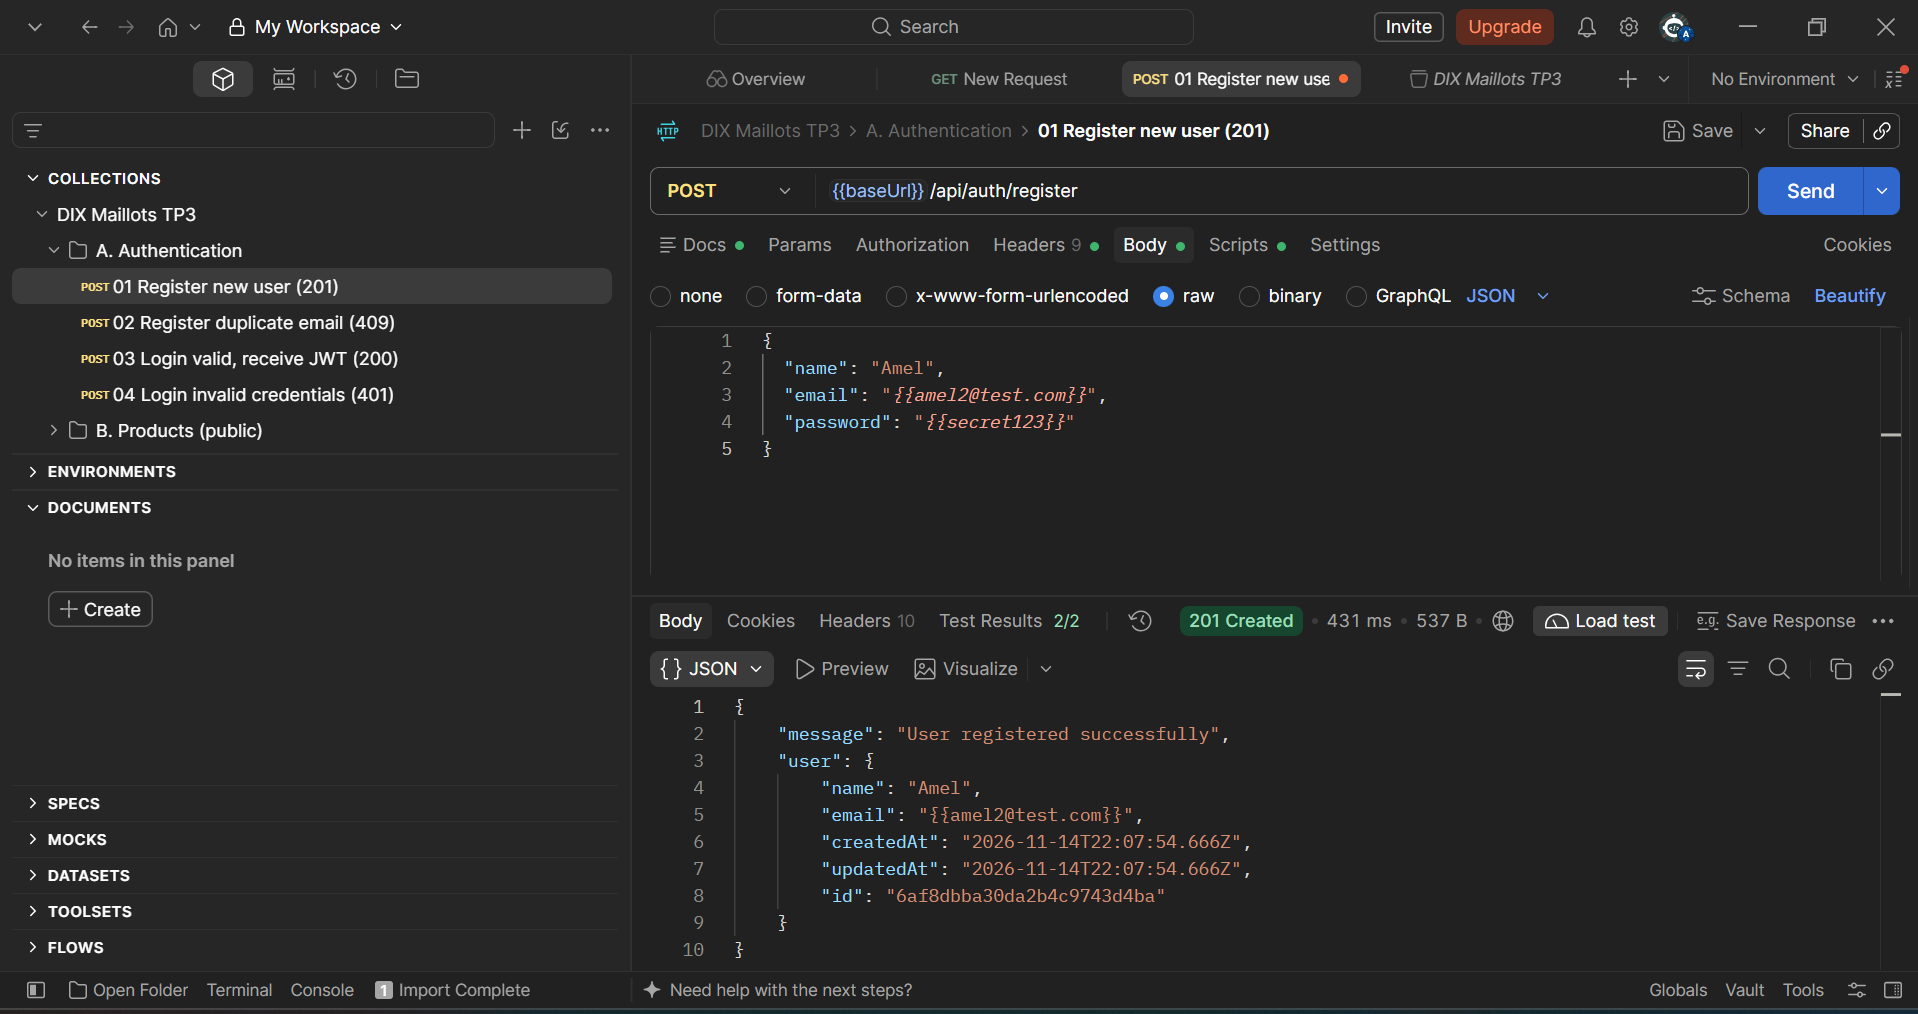 My Workspace
Search
Invite
Upgrade
Overview
GET New Request
POST 01 Register new use
DIX Maillots TP3
No Environment
HTTP
DIX Maillots TP3 > A. Authentication > 01 Register new user (201)
Save
Share
COLLECTIONS
DIX Maillots TP3
A. Authentication
POST 01 Register new user (201)
POST 02 Register duplicate email (409)
POST 03 Login valid, receive JWT (200)
POST 04 Login invalid credentials (401)
B. Products (public)
ENVIRONMENTS
DOCUMENTS
No items in this panel
Create
SPECS
MOCKS
DATASETS
TOOLSETS
FLOWS
POST
{{baseUrl}} /api/auth/register
Send
Docs
Params
Authorization
Headers 9
Body
Scripts
Settings
Cookies
none
form-data
x-www-form-urlencoded
raw
binary
GraphQL
JSON
Schema
Beautify
1 {
2 "name": "Amel",
3 "email": "{{amel2@test.com}}",
4 "password": "{{secret123}}"
5 }
Body
Cookies
Headers 10
Test Results 2/2
201 Created
431 ms
537 B
Load test
e.g. Save Response
{} JSON
Preview
Visualize
1 {
2 "message": "User registered successfully",
3 "user": {
4 "name": "Amel",
5 "email": "{{amel2@test.com}}",
6 "createdAt": "2026-11-14T22:07:54.666Z",
7 "updatedAt": "2026-11-14T22:07:54.666Z",
8 "id": "6af8dbba30da2b4c9743d4ba"
9 }
10 }
Open Folder
Terminal
Console
1 Import Complete
Need help with the next steps?
Globals
Vault
Tools